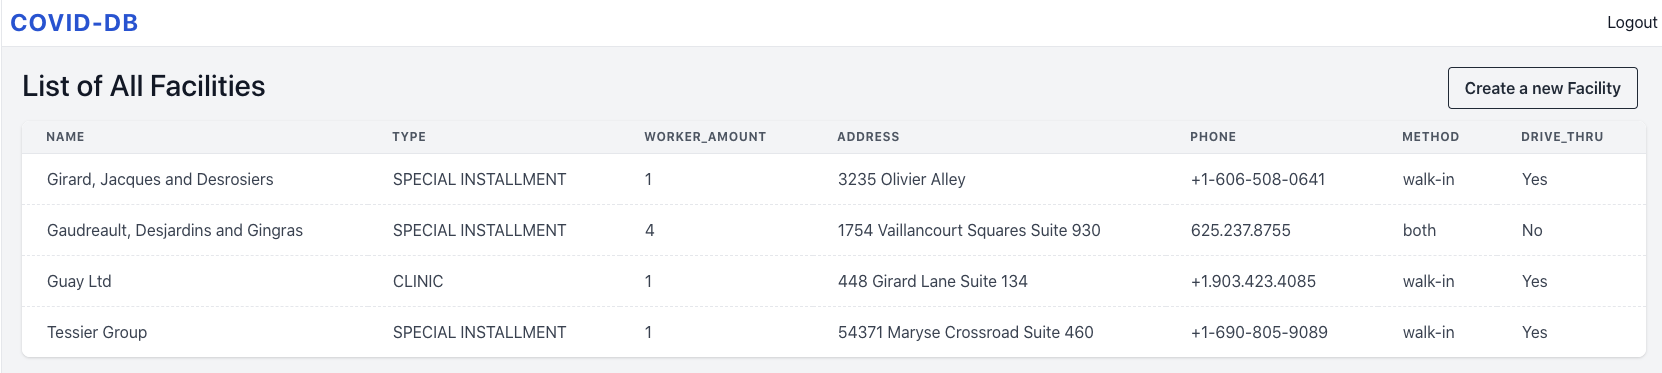 COVID-DB Logout
List of All Facilities Create a new Facility
NAME TYPE WORKER_AMOUNT ADDRESS PHONE METHOD DRIVE_THRU
Girard, Jacques and Desrosiers SPECIAL INSTALLMENT 1 3235 Olivier Alley +1-606-508-0641 walk-in Yes
Gaudreault, Desjardins and Gingras SPECIAL INSTALLMENT 4 1754 Vaillancourt Squares Suite 930 625.237.8755 both No
Guay Ltd CLINIC 1 448 Girard Lane Suite 134 +1.903.423.4085 walk-in Yes
Tessier Group SPECIAL INSTALLMENT 1 54371 Maryse Crossroad Suite 460 +1-690-805-9089 walk-in Yes